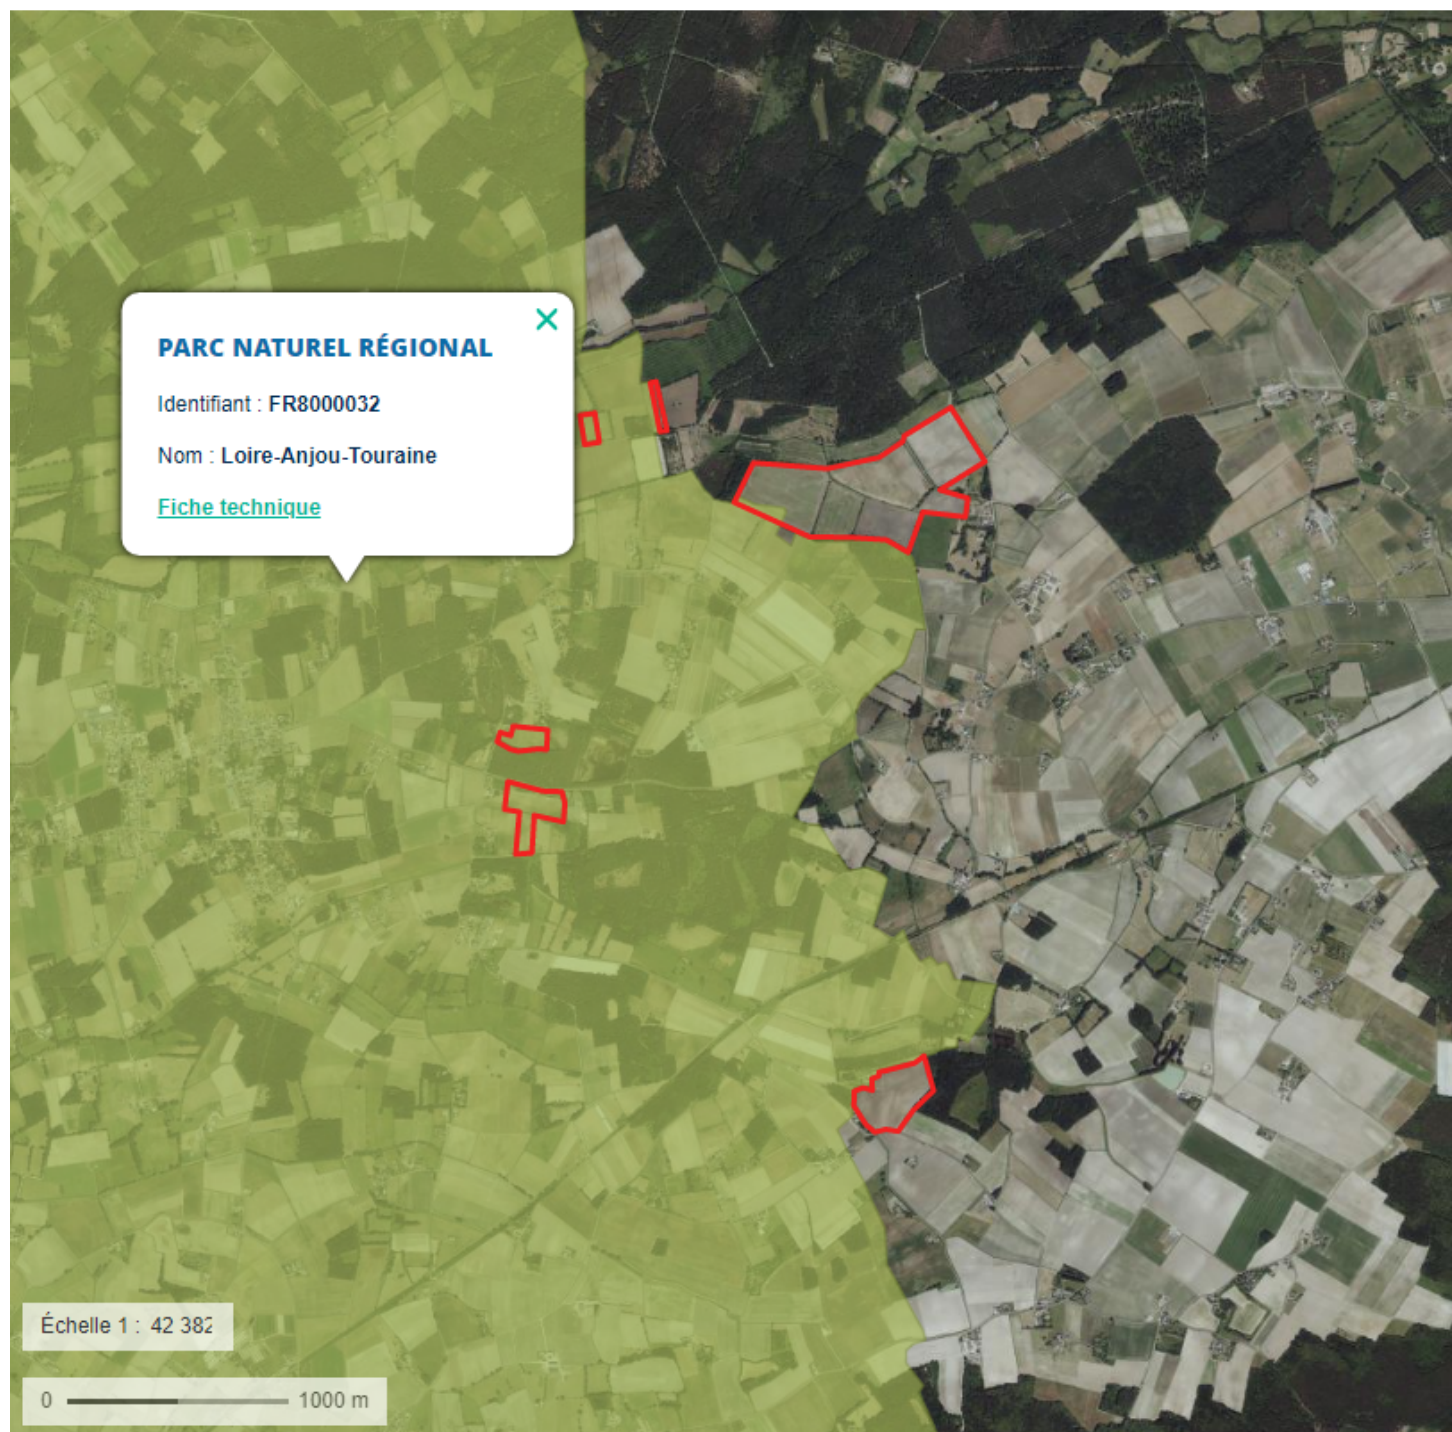 PARC NATUREL RÉGIONAL
Identifiant : FR8000032
Nom : Loire-Anjou-Touraine
Fiche technique
Échelle 1 : 42 382
0 1000 m